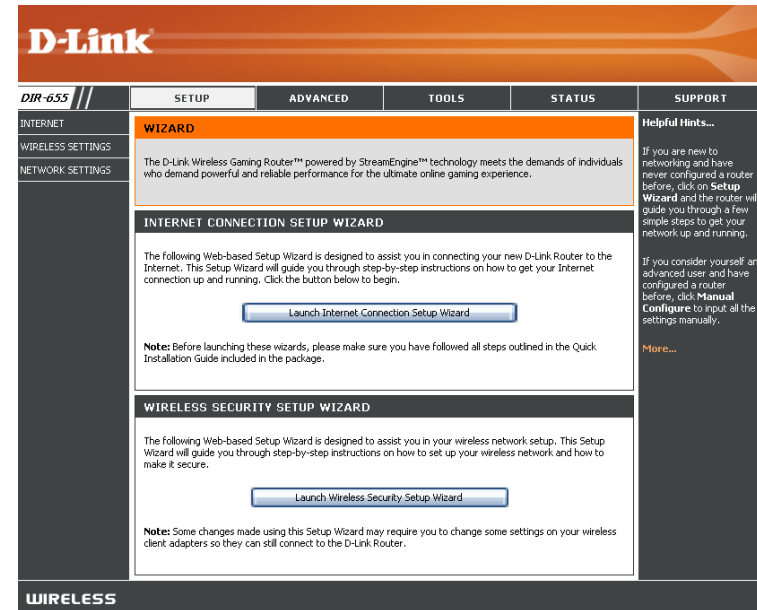 D-Link
DIR-655 //
SETUP
ADVANCED
TOOLS
STATUS
SUPPORT
INTERNET
WIRELESS SETTINGS
NETWORK SETTINGS
WIZARD
The D-Link Wireless Gaming Router™ powered by StreamEngine™ technology meets the demands of individuals
who demand powerful and reliable performance for the ultimate online gaming experience.
INTERNET CONNECTION SETUP WIZARD
The following Web-based Setup Wizard is designed to assist you in connecting your new D-Link Router to the
Internet. This Setup Wizard will guide you through step-by-step instructions on how to get your Internet
connection up and running. Click the button below to begin.
Launch Internet Connection Setup Wizard
Note: Before launching these wizards, please make sure you have followed all steps outlined in the Quick
Installation Guide included in the package.
WIRELESS SECURITY SETUP WIZARD
The following Web-based Setup Wizard is designed to assist you in your wireless network setup. This Setup
Wizard will guide you through step-by-step instructions on how to set up your wireless network and how to
make it secure.
Launch Wireless Security Setup Wizard
Note: Some changes made using this Setup Wizard may require you to change some settings on your wireless
client adapters so they can still connect to the D-Link Router.
Helpful Hints...
If you are new to
networking and have
never configured a router
before, click on Setup
Wizard and the router wil
guide you through a few
simple steps to get your
network up and running.
If you consider yourself an
advanced user and have
configured a router
before, click Manual
Configure to input all the
settings manually.
More...
WIRELESS